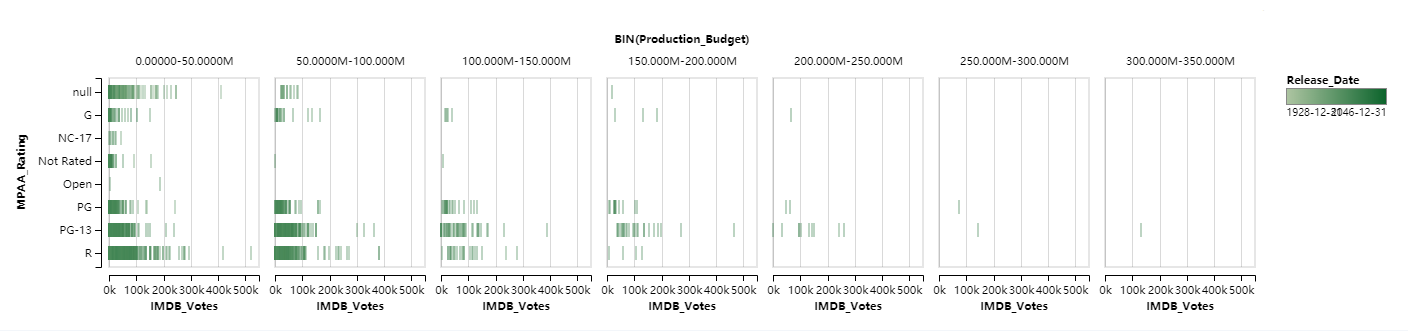 BIN(Production_Budget)
0.00000-50.0000M 50.0000M-100.000M 100.000M-150.000M 150.000M-200.000M 200.000M-250.000M 250.000M-300.000M 300.000M-350.000M
MPAA_Rating
null
G
NC-17
Not Rated
Open
PG
PG-13
R
0k 100k 200k 300k 400k 500k 0k 100k 200k 300k 400k 500k 0k 100k 200k 300k 400k 500k 0k 100k 200k 300k 400k 500k 0k 100k 200k 300k 400k 500k 0k 100k 200k 300k 400k 500k 0k 100k 200k 300k 400k 500k
IMDB_Votes IMDB_Votes IMDB_Votes IMDB_Votes IMDB_Votes IMDB_Votes IMDB_Votes
Release_Date
1928-12-31 2046-12-31